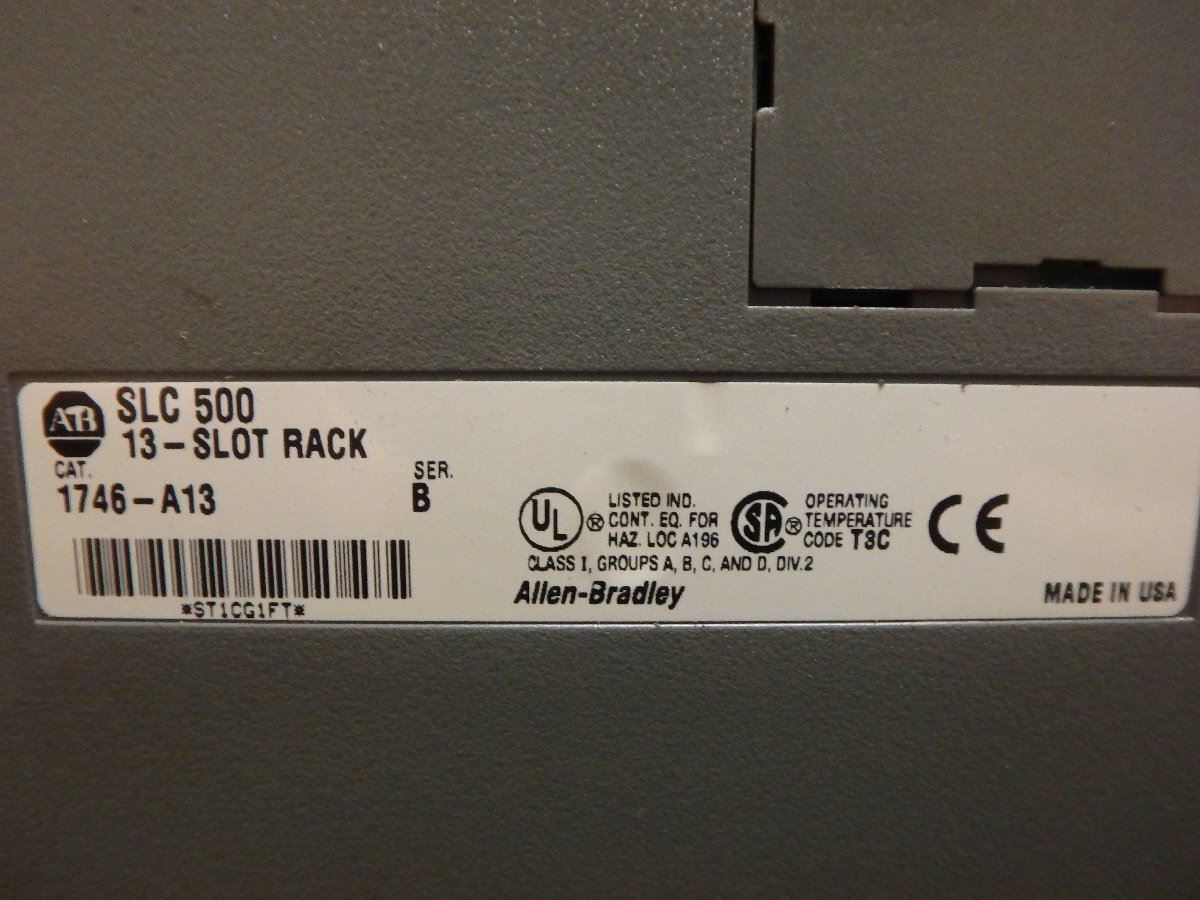 AB SLC 500
13-SLOT RACK
CAT. SER.
1746-A13 B
*ST1CG1FT*
UL ® LISTED IND.
CONT. EQ. FOR
HAZ. LOC A196
SA ® OPERATING
TEMPERATURE
CODE T3C
CE
CLASS I, GROUPS A, B, C, AND D, DIV.2
Allen-Bradley
MADE IN USA